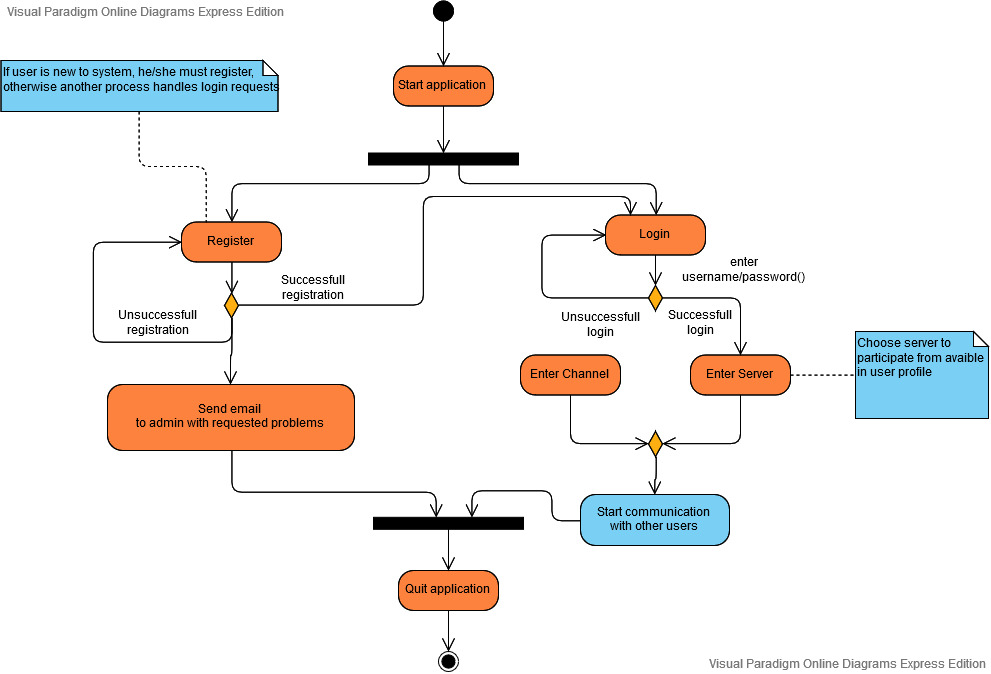 Visual Paradigm Online Diagrams Express Edition
If user is new to system, he/she must register,
otherwise another process handles login requests
Start application
Register
Login
enter
username/password()
Successfull
registration
Unsuccessfull
registration
Unsuccessfull
login
Successfull
login
Choose server to
participate from avaible
in user profile
Enter Channel
Enter Server
Send email
to admin with requested problems
Start communication
with other users
Quit application
Visual Paradigm Online Diagrams Express Edition